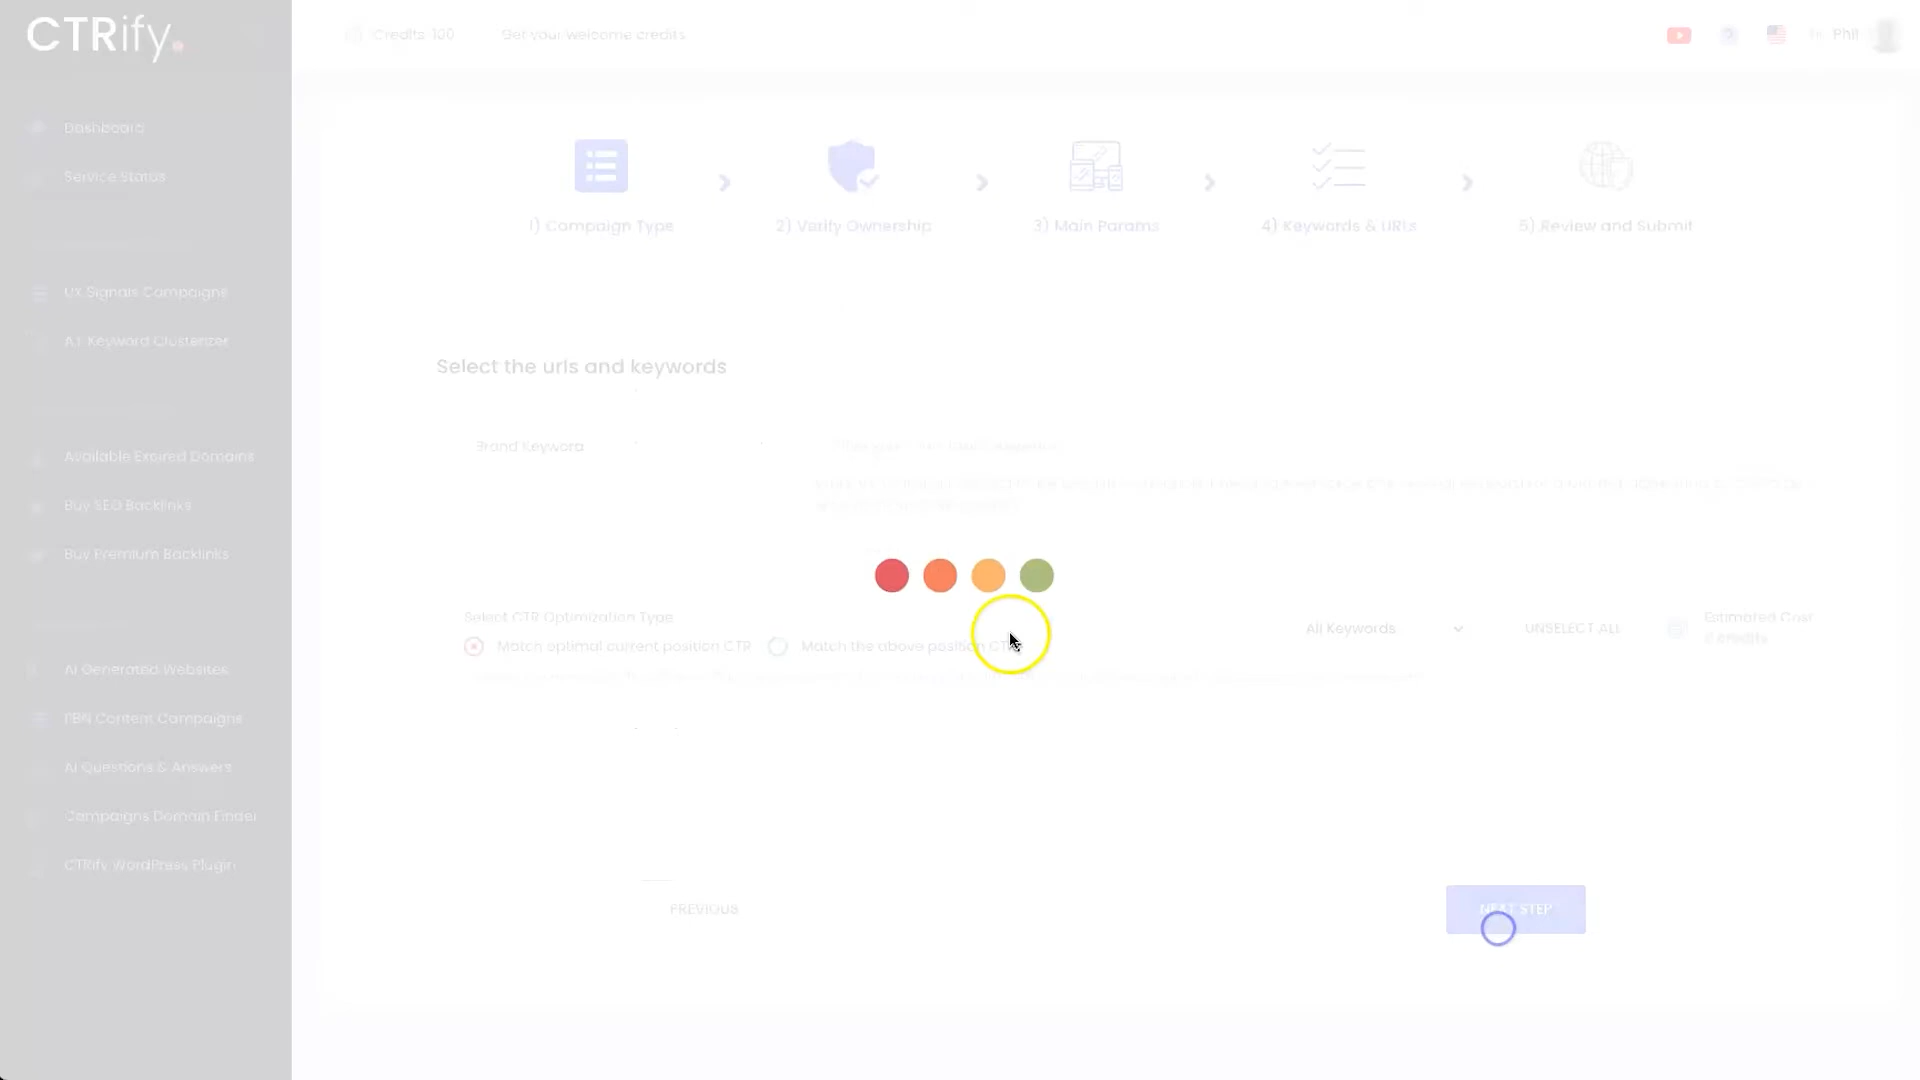 CTRify.
Credits: 100
Get your welcome credits
Hi, Phil
Dashboard
Service Status
UX Signals Campaigns
A.I. Keyword Clusterizer
Available Expired Domains
Buy SEO Backlinks
Buy Premium Backlinks
AI Generated Websites
PBN Content Campaigns
AI Questions & Answers
Campaigns Domain Finder
CTRify WordPress Plugin
1) Campaign Type
2) Verify Ownership
3) Main Params
4) Keywords & URLs
5) Review and Submit
Select the urls and keywords
Brand Keyword
Select CTR Optimization Type
Match optimal current position CTR
Match the above position CTR
All Keywords
UNSELECT ALL
Estimated Cost
credits
PREVIOUS
NEXT STEP